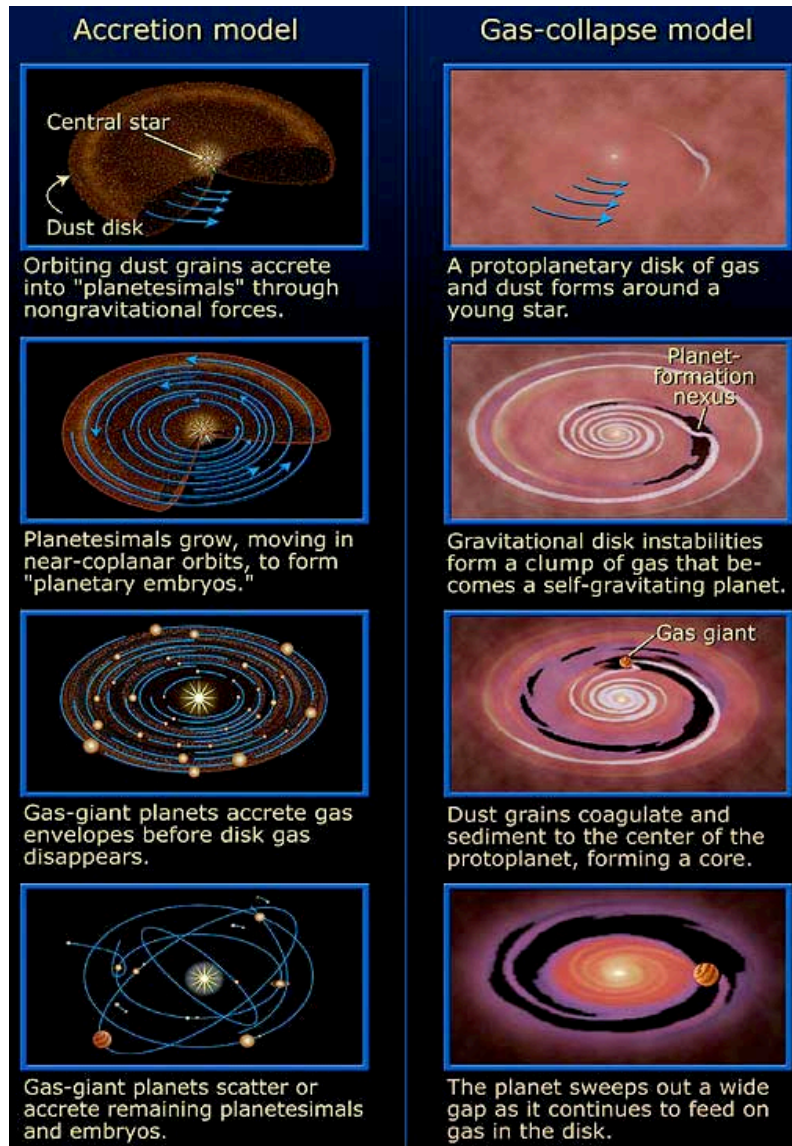 Accretion model
Central star
Dust disk
Orbiting dust grains accrete
into "planetesimals" through
nongravitational forces.
Planetesimals grow, moving in
near-coplanar orbits, to form
"planetary embryos."
Gas-giant planets accrete gas
envelopes before disk gas
disappears.
Gas-giant planets scatter or
accrete remaining planetesimals
and embryos.
Gas-collapse model
A protoplanetary disk of gas
and dust forms around a
young star.
Planet-
formation
nexus
Gravitational disk instabilities
form a clump of gas that be-
comes a self-gravitating planet.
Gas giant
Dust grains coagulate and
sediment to the center of the
protoplanet, forming a core.
The planet sweeps out a wide
gap as it continues to feed on
gas in the disk.